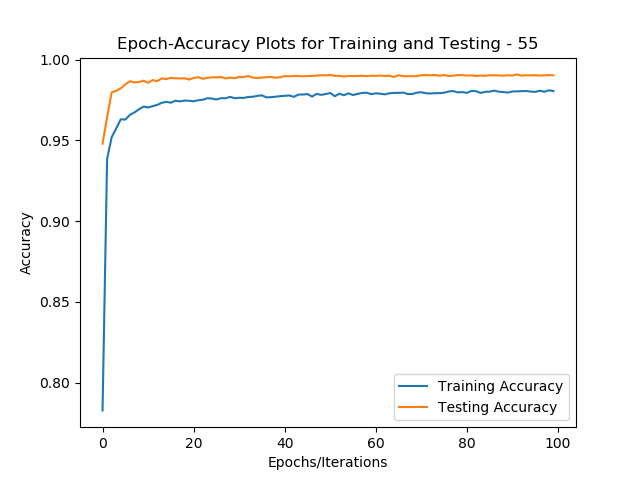 Epoch-Accuracy Plots for Training and Testing - 55
1.00
0.95
0.90
0.85
0.80
Accuracy
0
20
40
60
80
100
Epochs/Iterations
Training Accuracy
Testing Accuracy